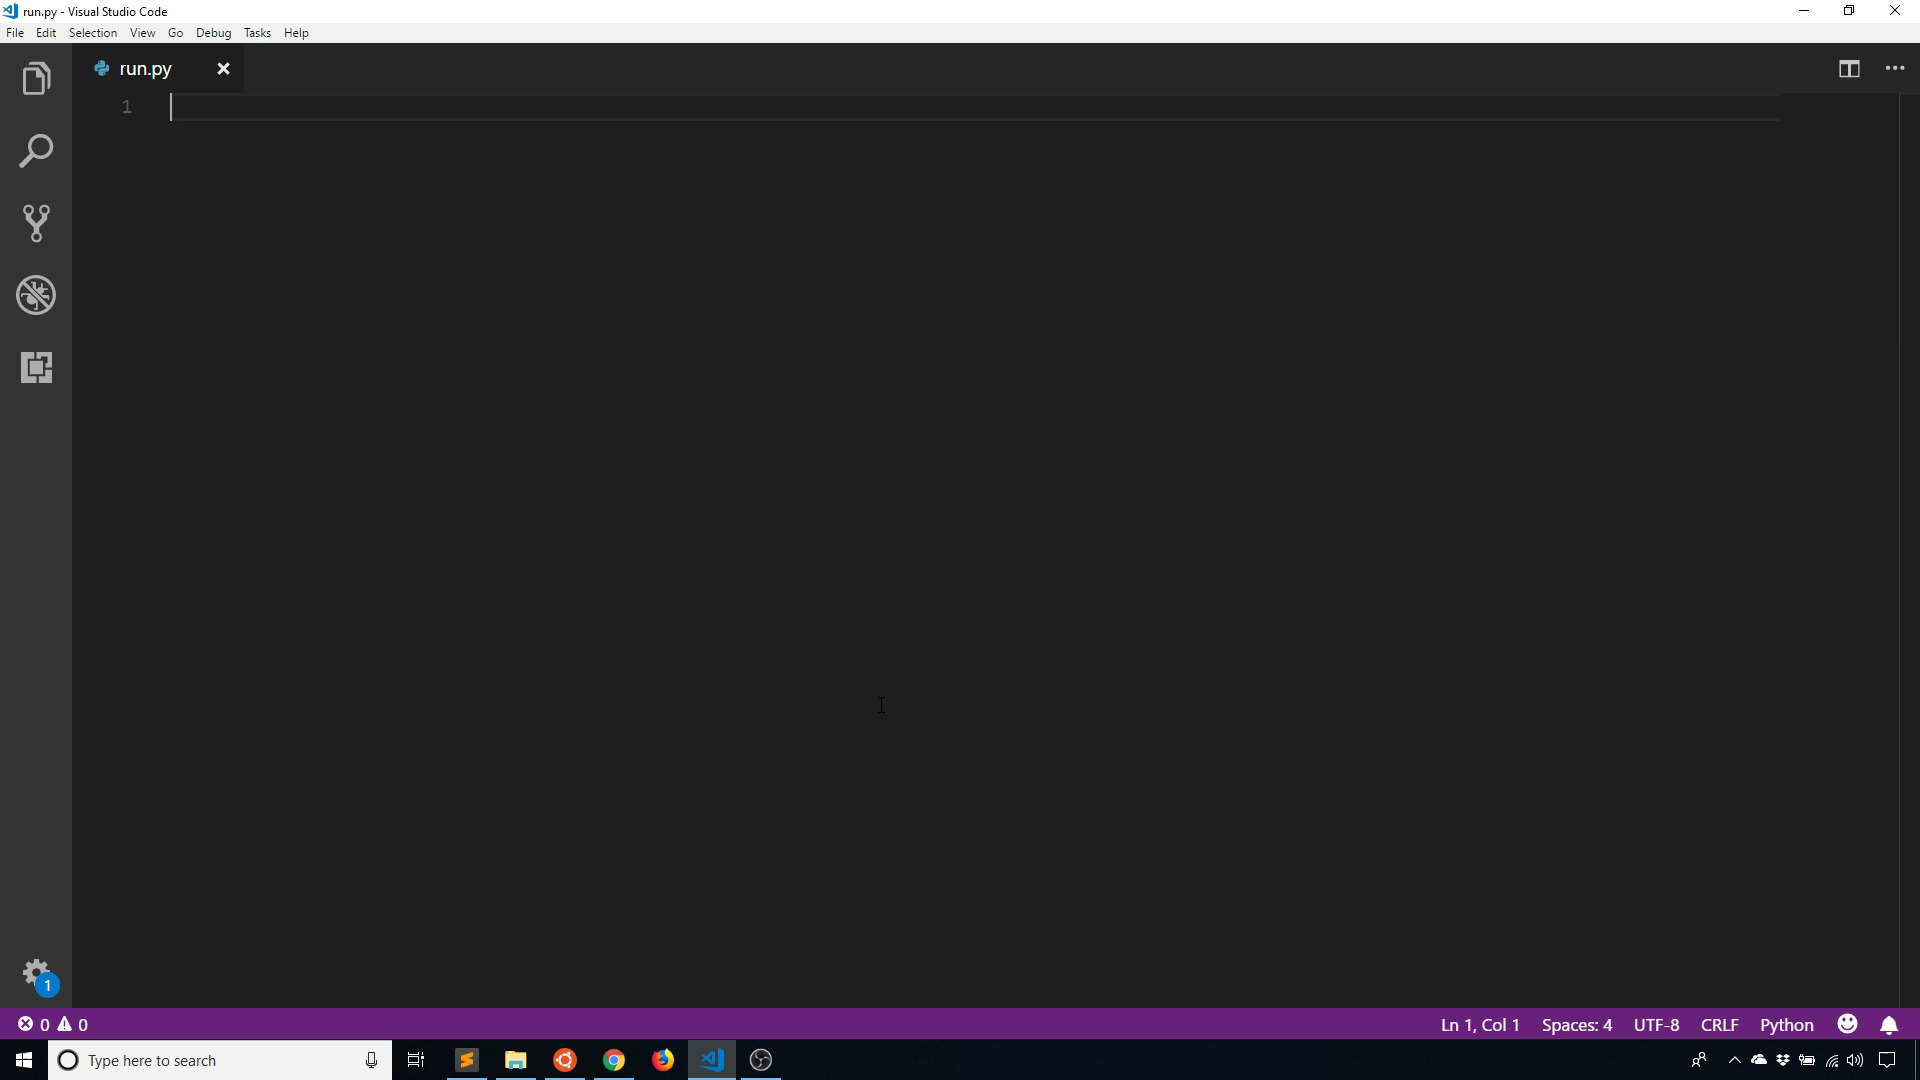 run.py - Visual Studio Code
File Edit Selection View Go Debug Tasks Help
run.py
1
1
0 0 Ln 1, Col 1 Spaces: 4 UTF-8 CRLF Python
Type here to search